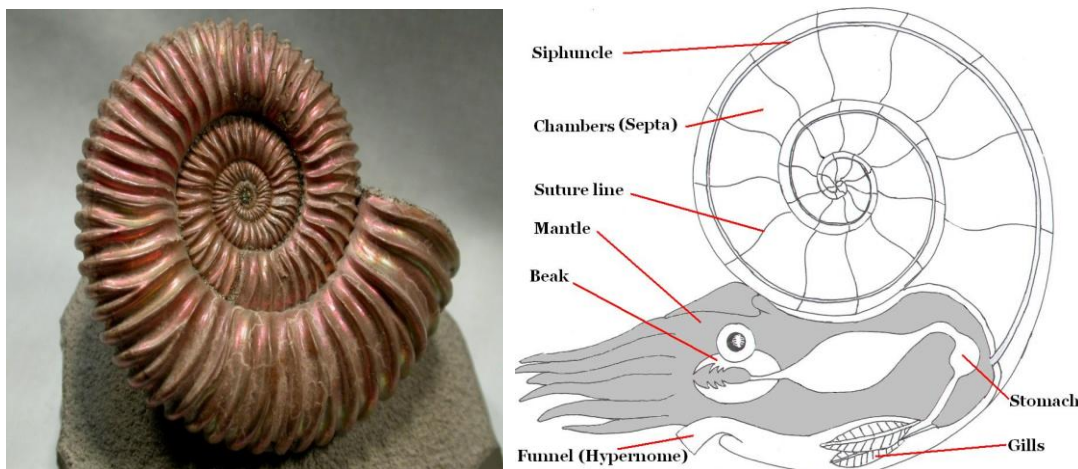 Siphuncle
Chambers (Septa)
Suture line
Mantle
Beak
Stomach
Gills
Funnel (Hypernome)